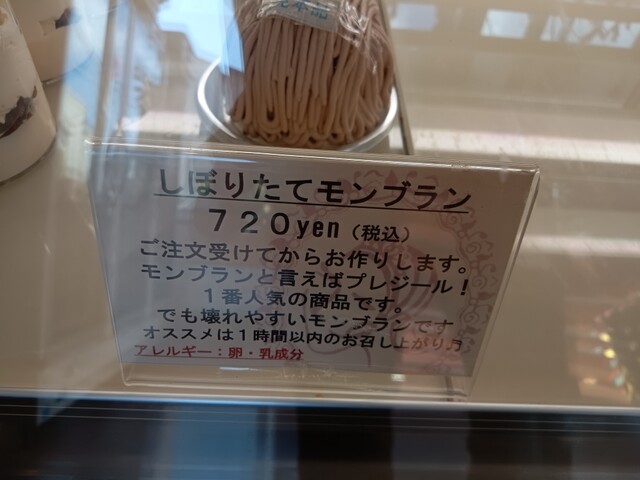 しぼりたてモンブラン
720yen（税込）
ご注文受けてからお作りします。
モンブランと言えばプレジール！
1番人気の商品です。
でも壊れやすいモンブランです
オススメは1時間以内のお召し上がり方
アレルギー：卵・乳成分